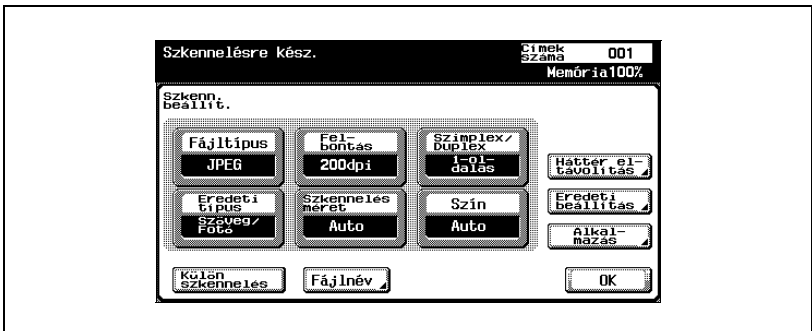 Szkennelésre kész.
Címek
száma
001
Memória100%
Szkenn.
beállít.
Fájltípus
JPEG
Fel-
bontás
200dpi
Szimplex/
Duplex
1-ol-
dalas
Háttér el-
távolítás
Eredeti
típus
Szöveg/
Fotó
Szkennelés
méret
Auto
Szín
Auto
Eredeti
beállítás
Alkal-
mazás
Külön
szkennelés
Fájlnév
OK